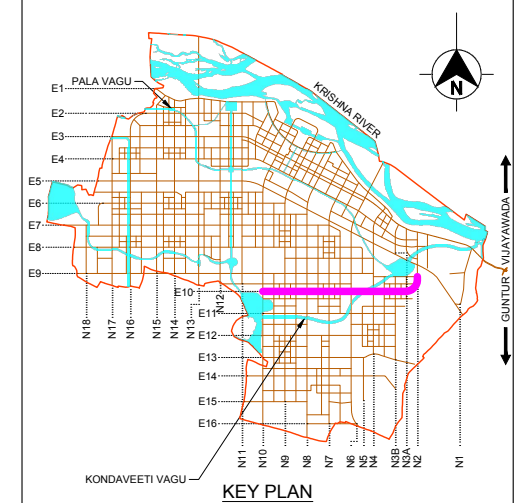 N
PALA VAGU
KRISHNA RIVER
E1
E2
E3
E4
E5
E6
E7
E8
E9
E10
E11
E12
E13
E14
E15
E16
N18
N17
N16
N15
N14
N13
N12
N11
N10
N9
N8
N7
N6
N5
N4
N3B
N3A
N2
N1
GUNTUR
VIJAYAWADA
KONDAVEETI VAGU
KEY PLAN